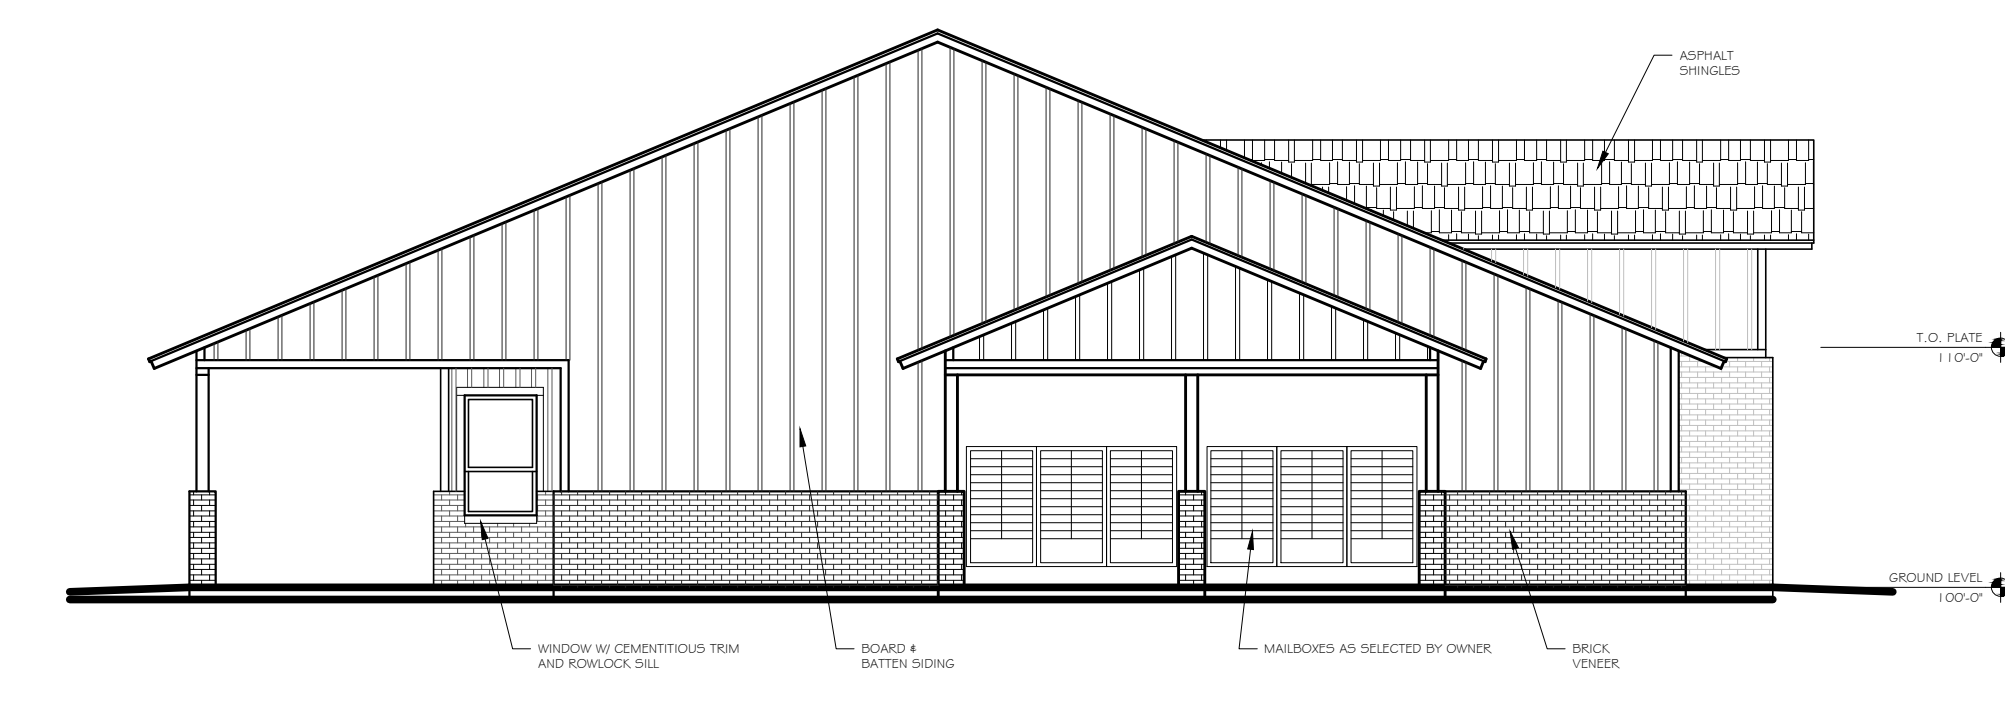 ASPHALT
SHINGLES
T.O. PLATE
110'-0"
GROUND LEVEL
100'-0"
WINDOW W/ CEMENTITIOUS TRIM
AND ROWLOCK SILL
BOARD &
BATTEN SIDING
MAILBOXES AS SELECTED BY OWNER
BRICK
VENEER